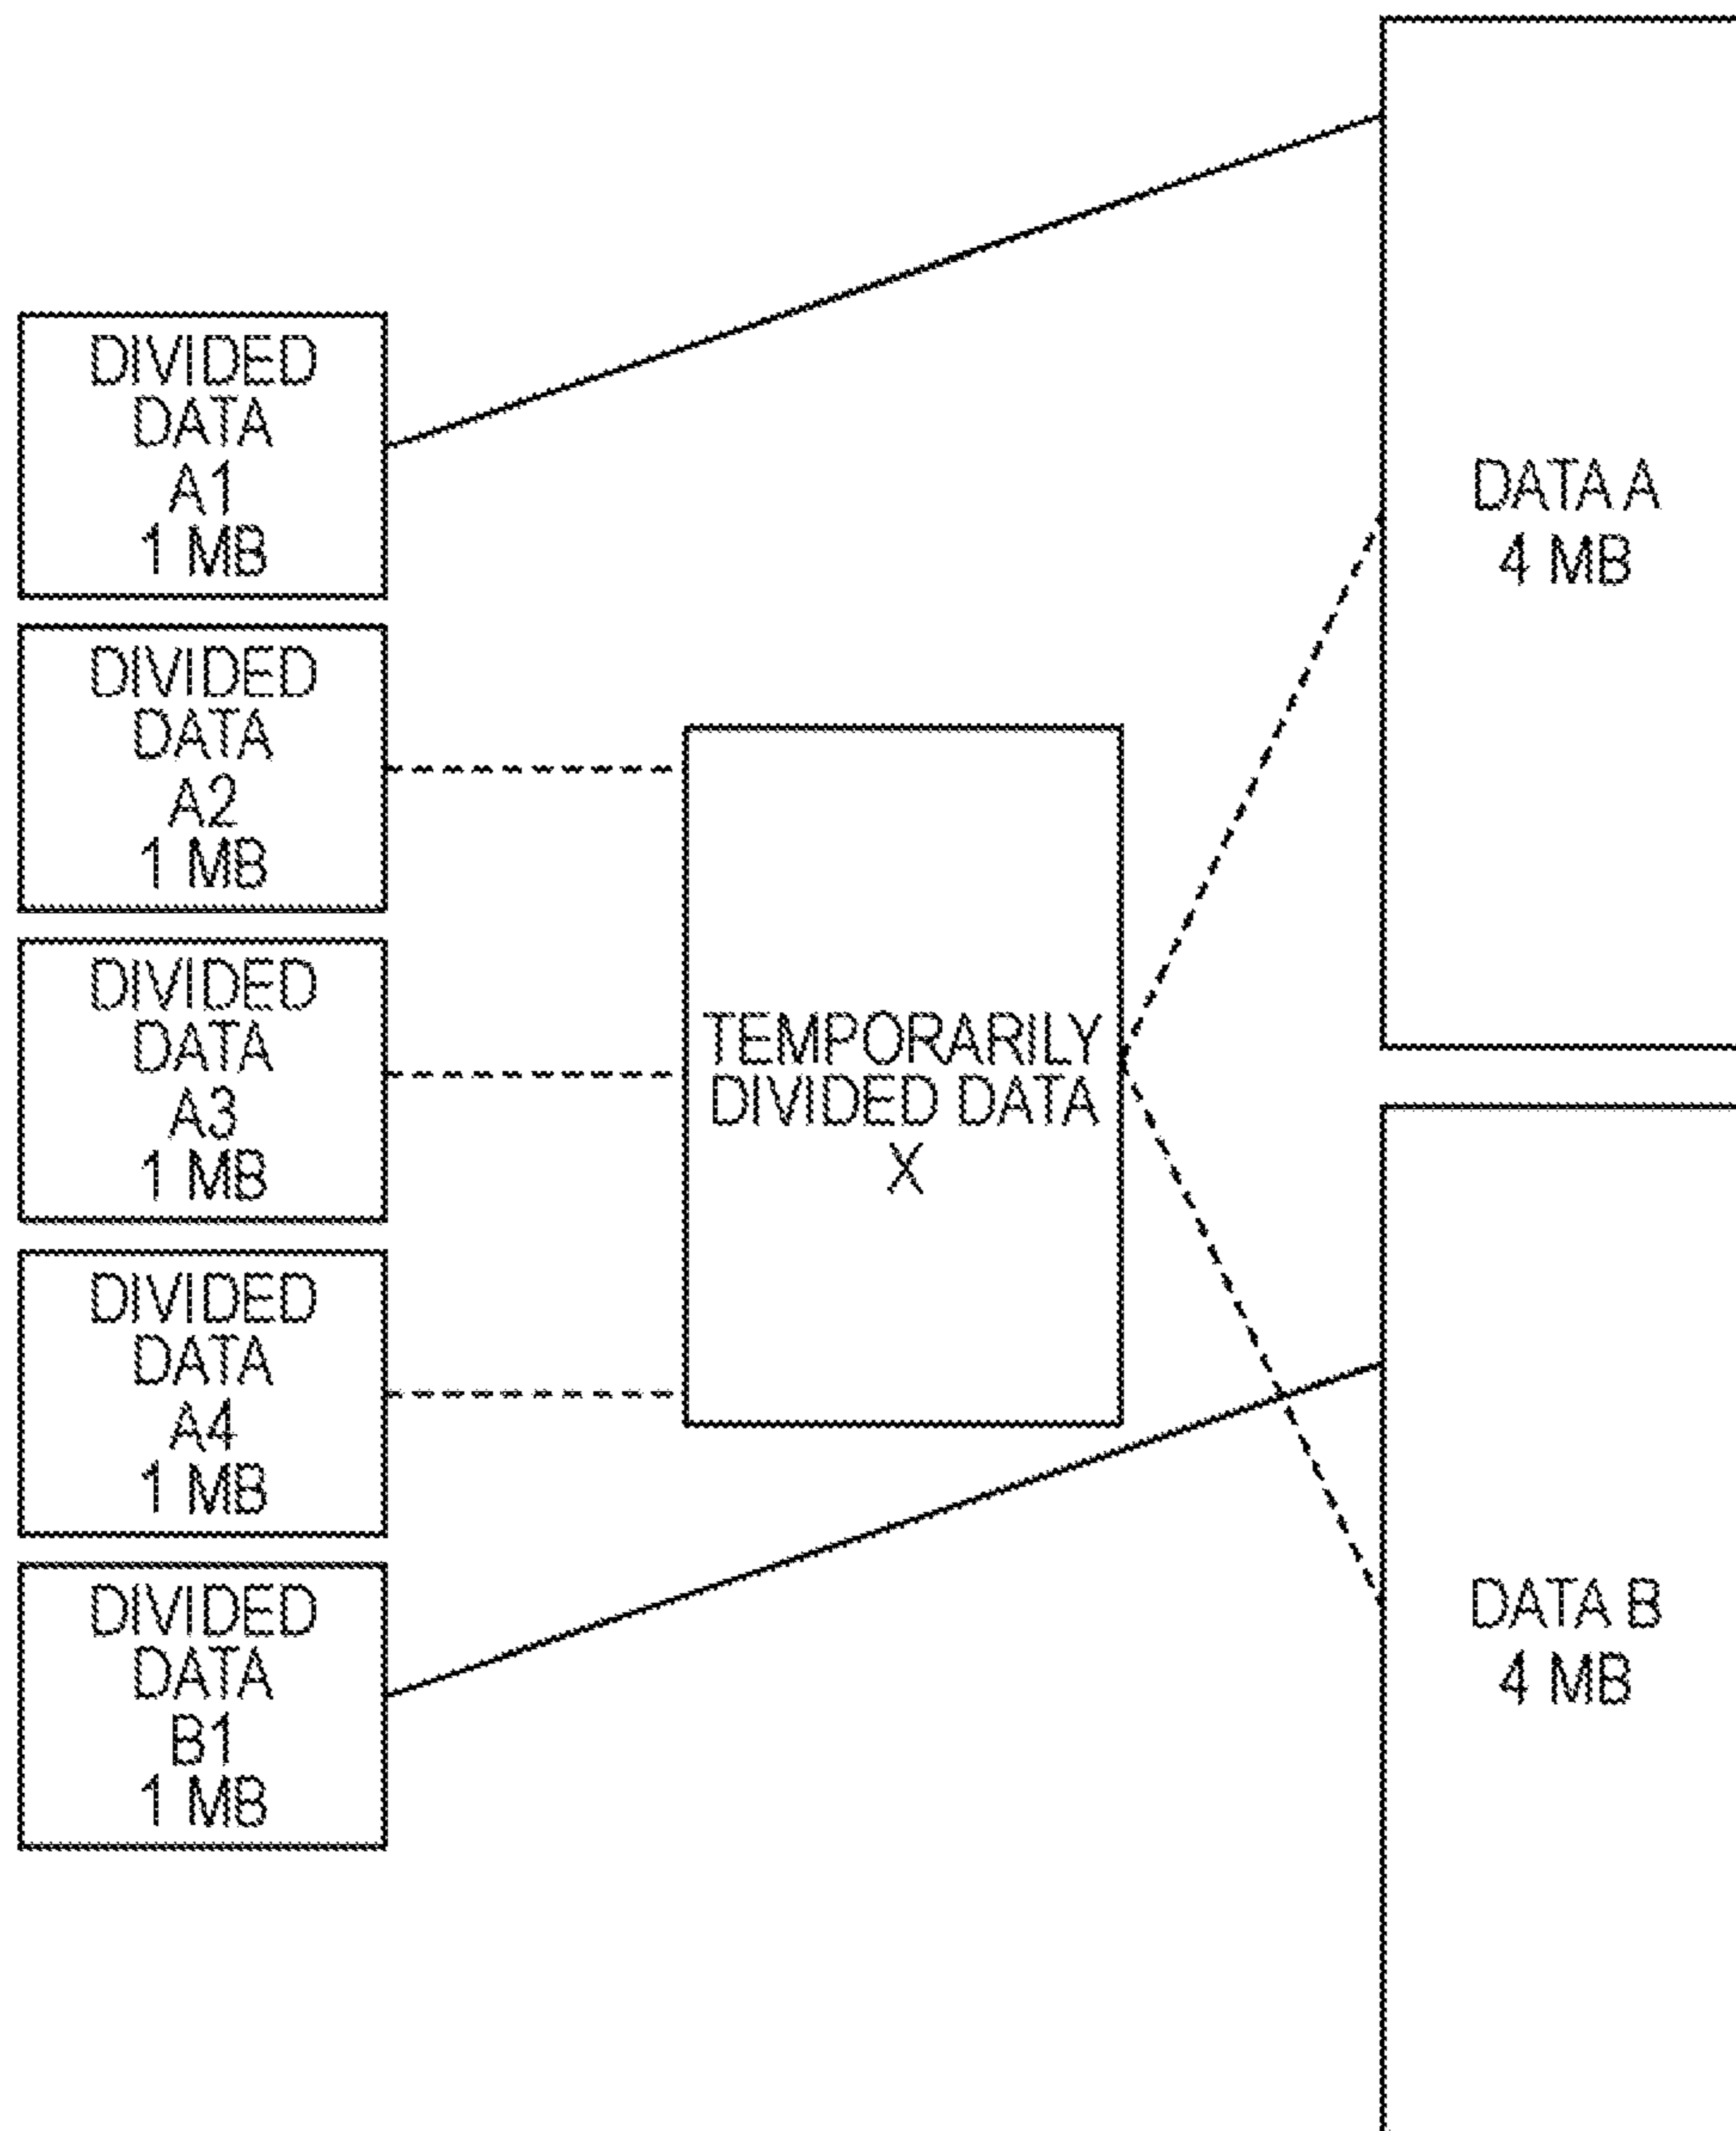 DIVIDED
DATA
A1
1 MB
DIVIDED
DATA
A2
1 MB
DIVIDED
DATA
A3
1 MB
DIVIDED
DATA
A4
1 MB
DIVIDED
DATA
B1
1 MB
TEMPORARILY
DIVIDED DATA
X
DATA A
4 MB
DATA B
4 MB